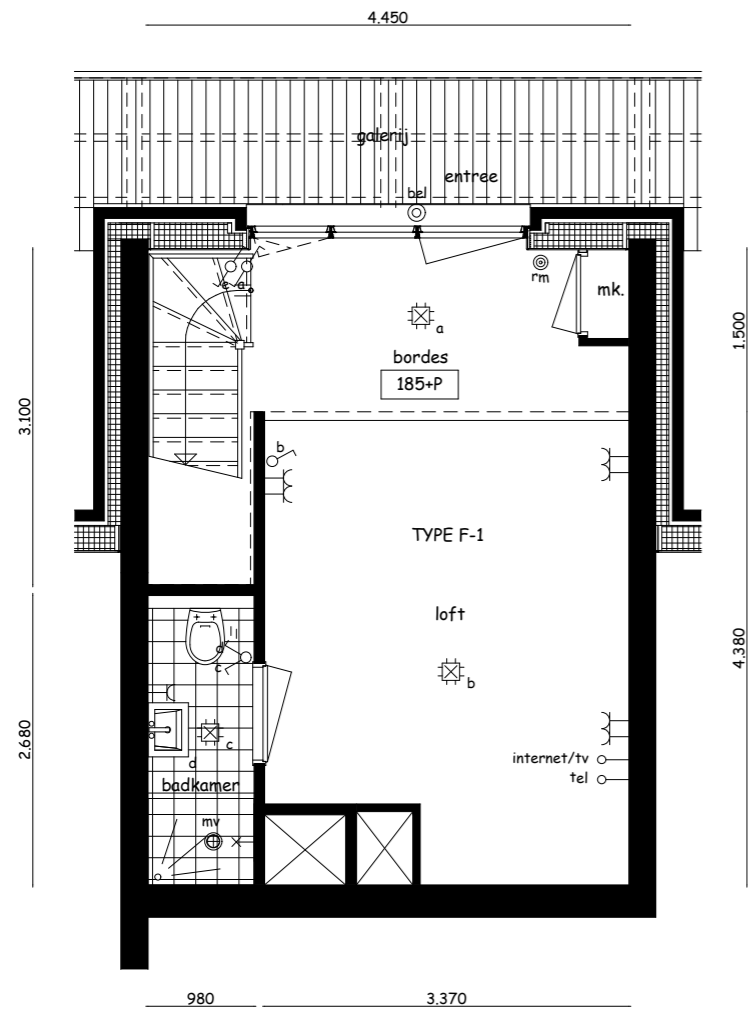 4.450
galerij
entree
bel
e a
rm
mk.
a
bordes
185+P
1.500
3.100
b
TYPE F-1
loft
b
4.380
c
c
d
2.680
internet/tv
tel
badkamer
mv
980
3.370